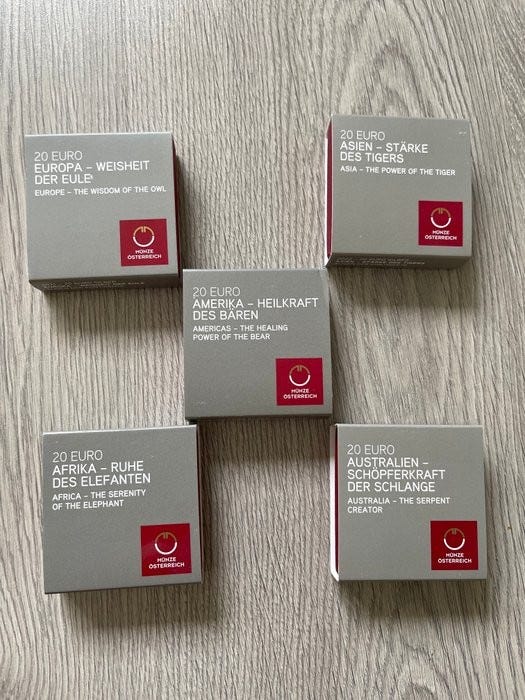 20 EURO
EUROPA – WEISHEIT
DER EULE
EUROPE – THE WISDOM OF THE OWL
MÜNZE
ÖSTERREICH
20 EURO
ASIEN – STÄRKE
DES TIGERS
ASIA – THE POWER OF THE TIGER
MÜNZE
ÖSTERREICH
20 EURO
AMERIKA – HEILKRAFT
DES BÄREN
AMERICAS – THE HEALING
POWER OF THE BEAR
MÜNZE
ÖSTERREICH
20 EURO
AFRIKA – RUHE
DES ELEFANTEN
AFRICA – THE SERENITY
OF THE ELEPHANT
MÜNZE
ÖSTERREICH
20 EURO
AUSTRALIEN –
SCHÖPFERKRAFT
DER SCHLANGE
AUSTRALIA – THE SERPENT
CREATOR
MÜNZE
ÖSTERREICH